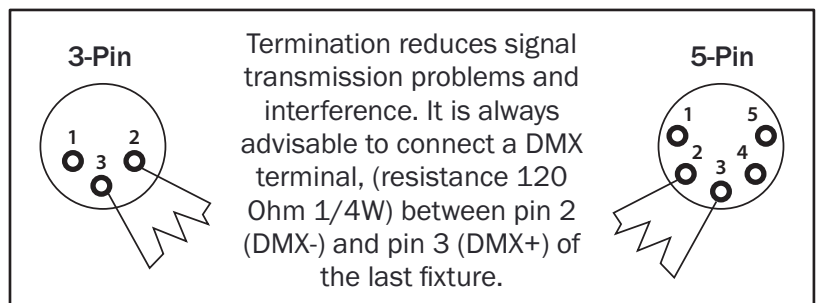 3-Pin
1
2
3
Termination reduces signal
transmission problems and
interference. It is always
advisable to connect a DMX
terminal, (resistance 120
Ohm 1/4W) between pin 2
(DMX-) and pin 3 (DMX+) of
the last fixture.
5-Pin
1
5
2
4
3